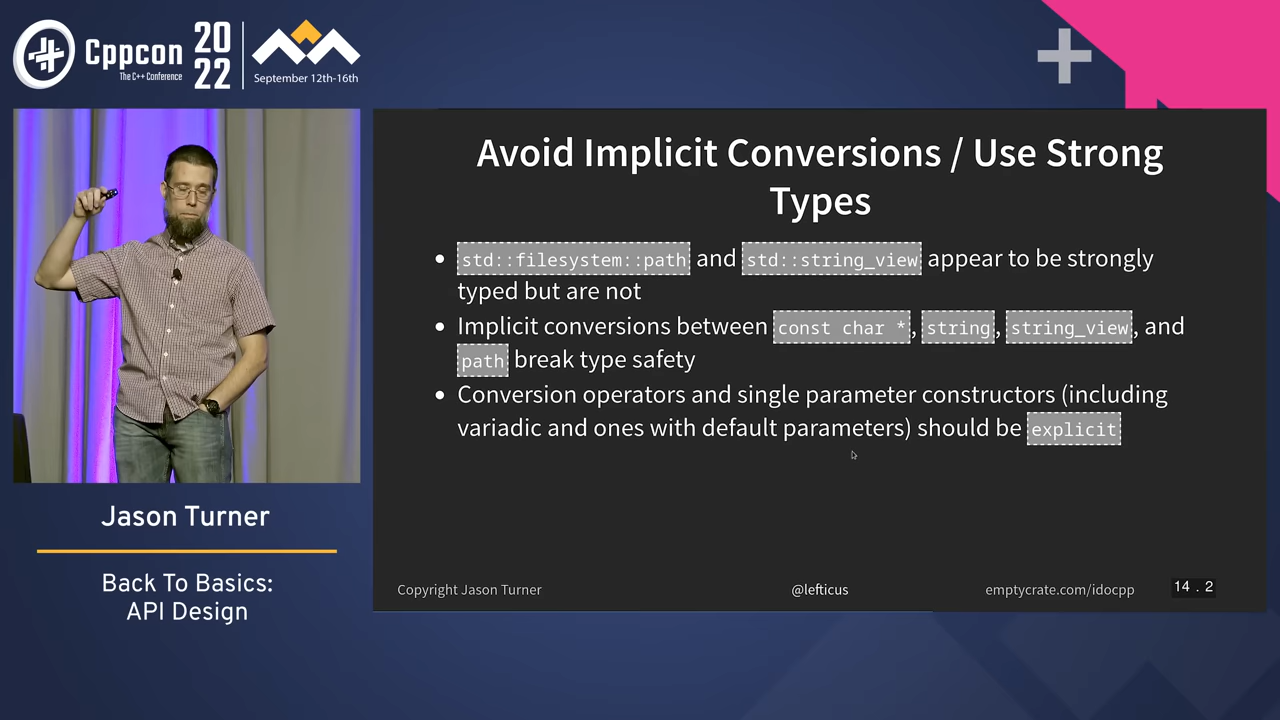 Cppcon
The C++ Conference
20
22
September 12th-16th
Avoid Implicit Conversions / Use Strong
Types
• std::filesystem::path and std::string_view appear to be strongly
typed but are not
• Implicit conversions between const char *, string, string_view, and
path break type safety
• Conversion operators and single parameter constructors (including
variadic and ones with default parameters) should be explicit
Copyright Jason Turner
@lefticus
emptycrate.com/idocpp
14 . 2
Jason Turner
Back To Basics:
API Design